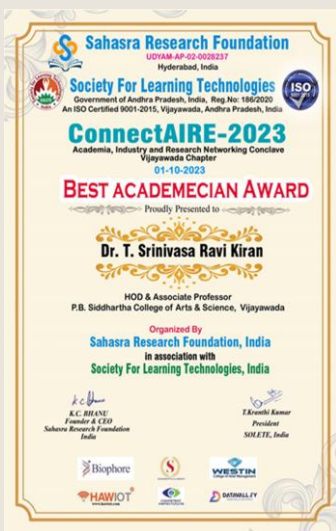 Sahasra Research Foundation
UDYAM-AP-02-0028237
Hyderabad, India
Society For Learning Technologies
Government of Andhra Pradesh, India, Reg.No: 186/2020
An ISO Certified 9001-2015, Vijayawada, Andhra Pradesh, India
ISO
ConnectAIRE-2023
Academia, Industry and Research Networking Conclave
Vijayawada Chapter
01-10-2023
BEST ACADEMECIAN AWARD
Proudly Presented to
Dr. T. Srinivasa Ravi Kiran
HOD & Associate Professor
P.B. Siddhartha College of Arts & Science, Vijayawada
Organized By
Sahasra Research Foundation, India
in association with
Society For Learning Technologies, India
K.C. BHANU
Founder & CEO
Sahasra Research Foundation
India
T.Kranthi Kumar
President
SOLETE, India
Biophore
WESTIN
HAWIOT